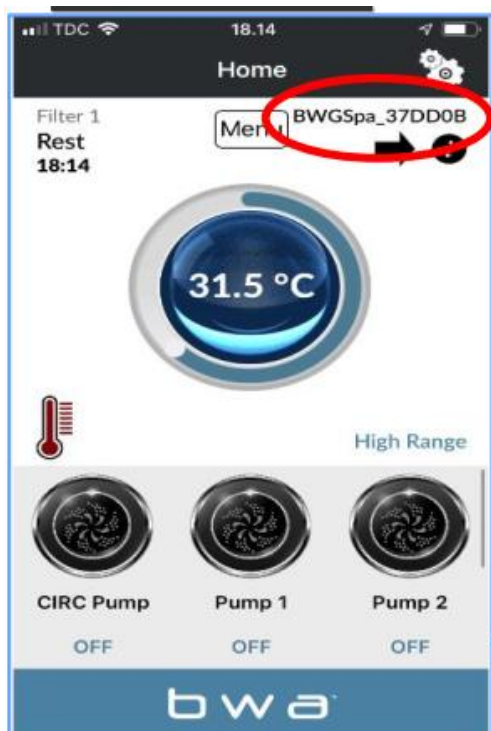 TDC 18.14
Home
Filter 1
Rest
18:14
Menu
BWGSpa_37DD0B
31.5 °C
High Range
CIRC Pump Pump 1 Pump 2
OFF OFF OFF
bwa